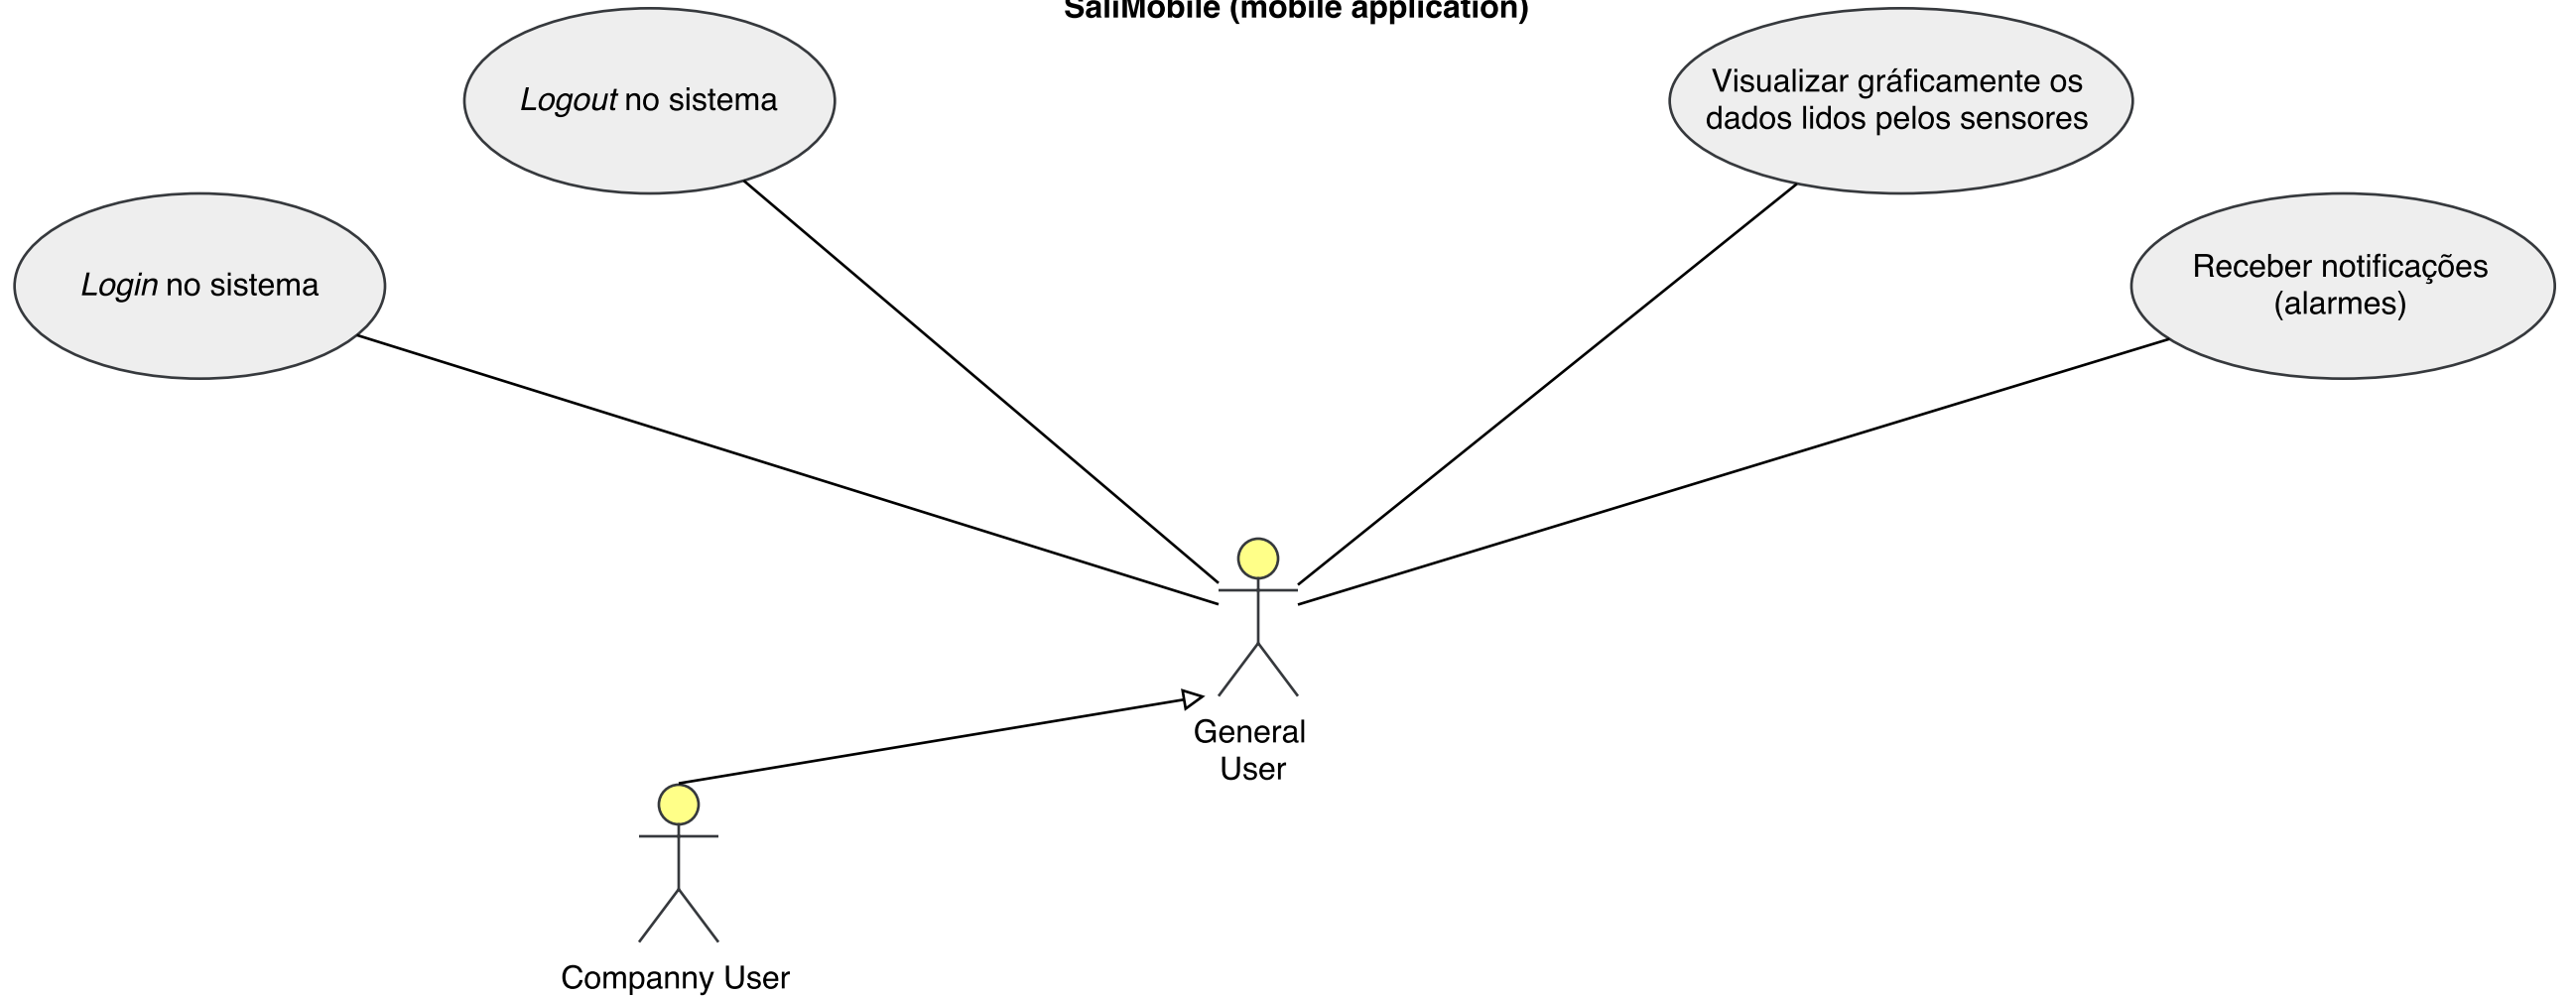 SaliMobile (mobile application)
Logout no sistema
Visualizar gráficamente os
dados lidos pelos sensores
Login no sistema
Receber notificações
(alarmes)
General
User
Companny User